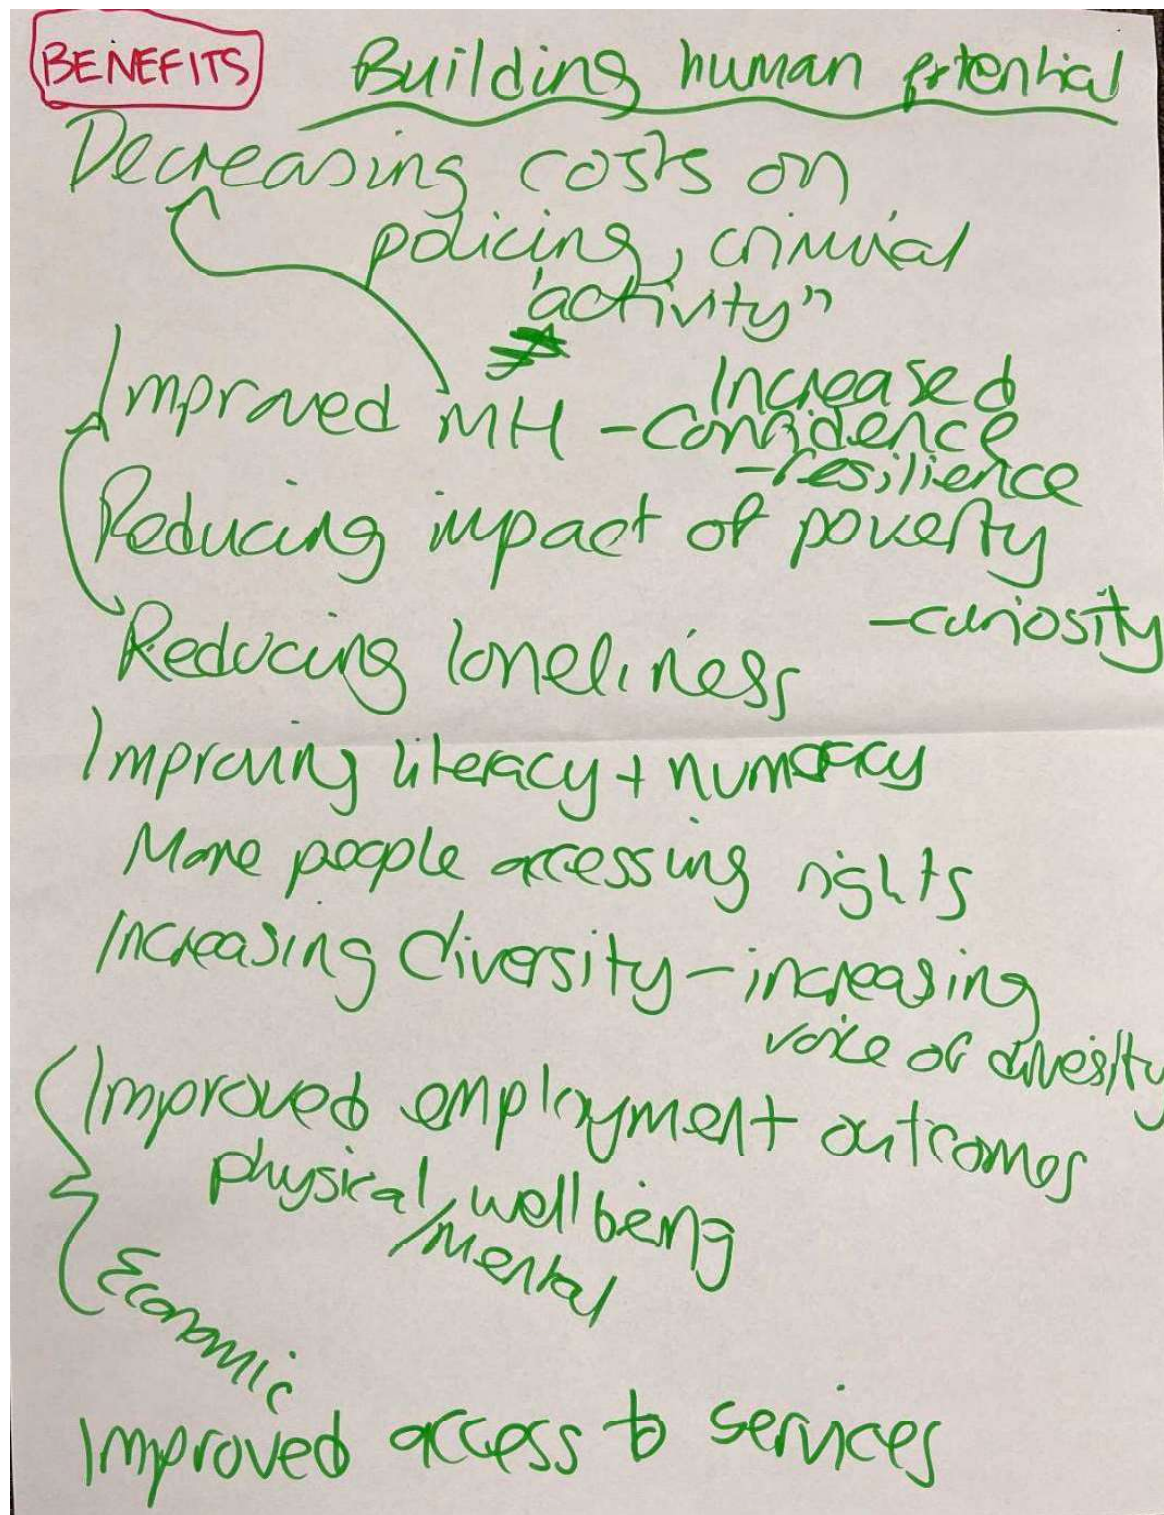 BENEFITS
Building human potential
Decreasing costs on
policing, criminal
"activity"
Increased
Improved MH - Confidence
- resilience
Reducing impact of poverty
- curiosity
Reducing loneliness
Improving literacy + numeracy
More people accessing rights
Increasing diversity - increasing
voice of diversity
Improved employment outcomes
physical wellbeing
/mental
Economic
Improved access to services